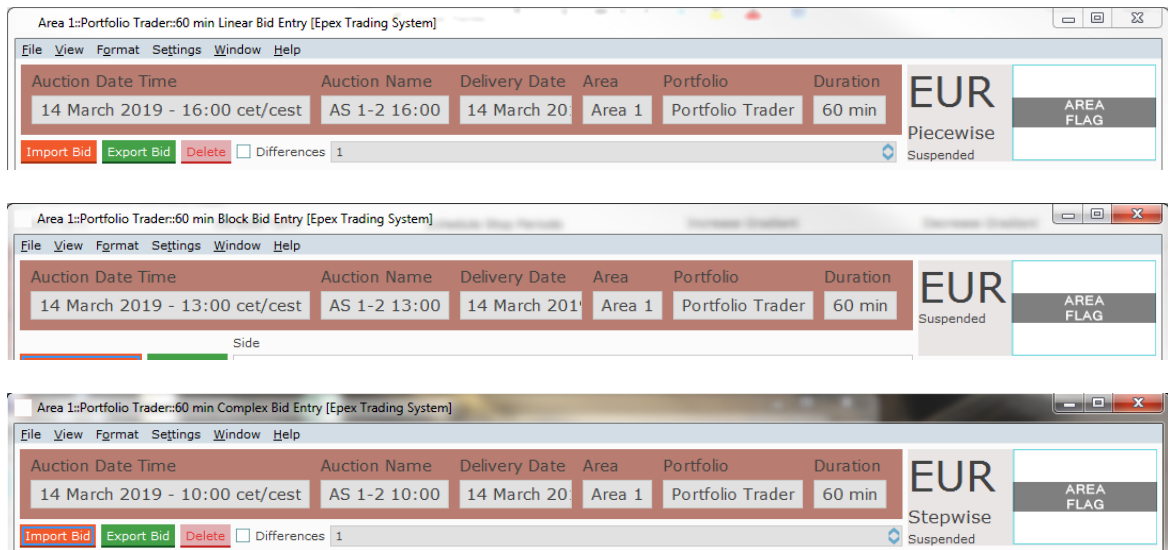 Area 1::Portfolio Trader::60 min Linear Bid Entry [Epex Trading System]
File View Format Settings Window Help
Auction Date Time Auction Name Delivery Date Area Portfolio Duration
14 March 2019 - 16:00 cet/cest AS 1-2 16:00 14 March 20 Area 1 Portfolio Trader 60 min
EUR
Piecewise
Suspended
AREA
FLAG
Import Bid Export Bid Delete Differences 1
Area 1::Portfolio Trader::60 min Block Bid Entry [Epex Trading System]
File View Format Settings Window Help
Auction Date Time Auction Name Delivery Date Area Portfolio Duration
14 March 2019 - 13:00 cet/cest AS 1-2 13:00 14 March 201 Area 1 Portfolio Trader 60 min
EUR
Suspended
AREA
FLAG
Side
Area 1::Portfolio Trader::60 min Complex Bid Entry [Epex Trading System]
File View Format Settings Window Help
Auction Date Time Auction Name Delivery Date Area Portfolio Duration
14 March 2019 - 10:00 cet/cest AS 1-2 10:00 14 March 20 Area 1 Portfolio Trader 60 min
EUR
Stepwise
Suspended
AREA
FLAG
Import Bid Export Bid Delete Differences 1